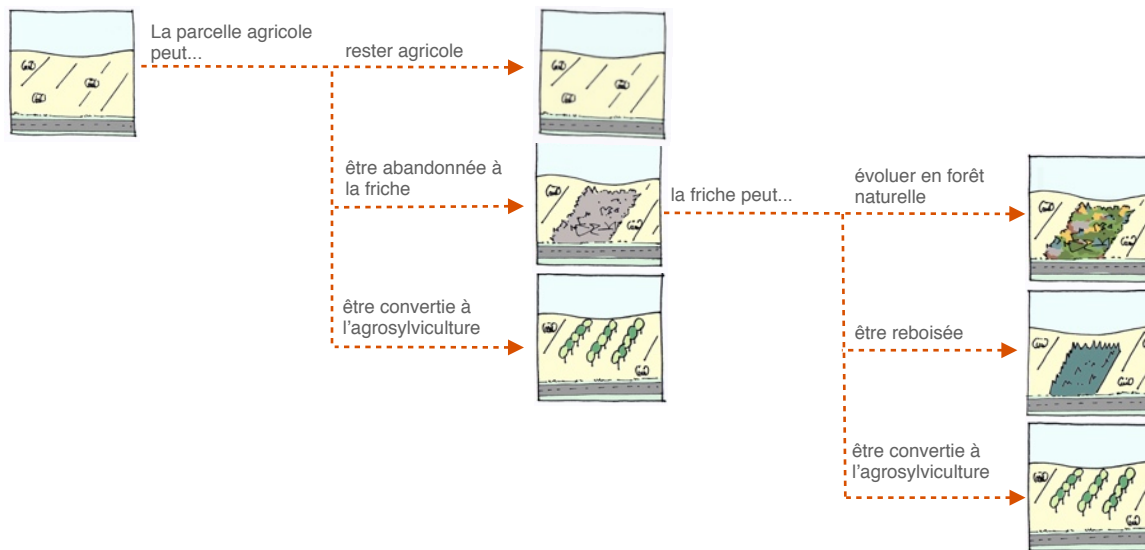 La parcelle agricole
peut...
rester agricole
être abandonnée à
la friche
être convertie à
l'agrosylviculture
la friche peut...
évoluer en forêt
naturelle
être reboisée
être convertie à
l'agrosylviculture